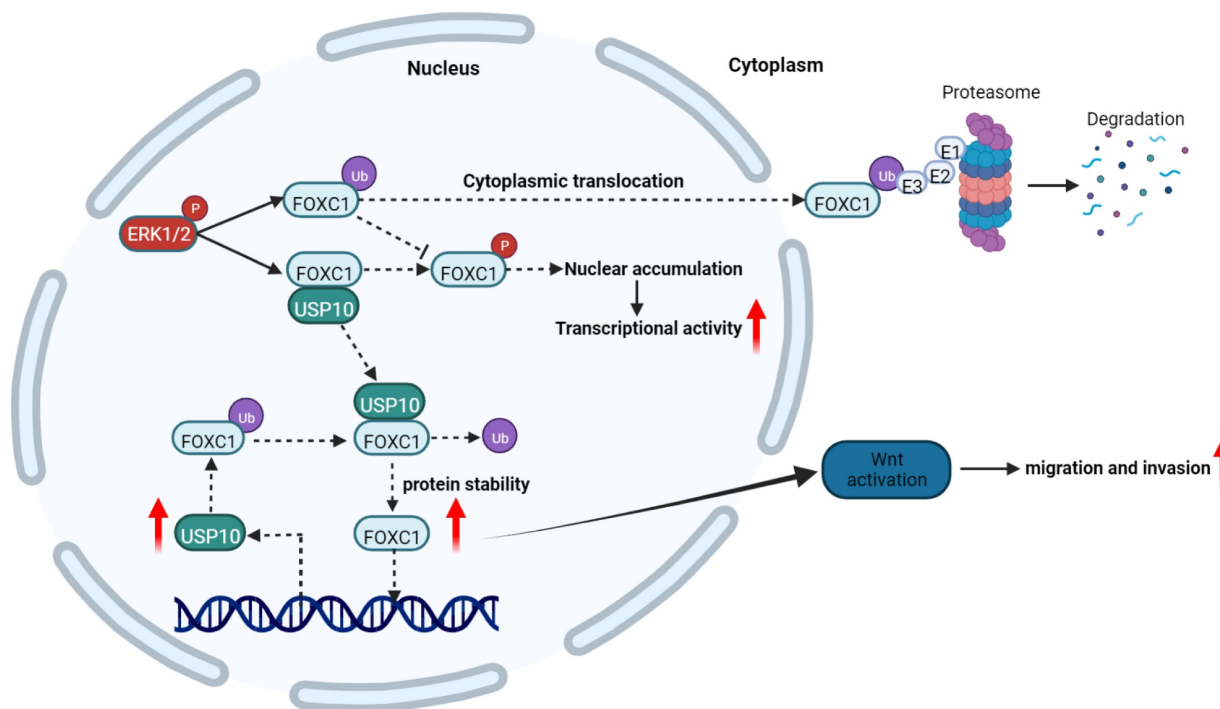 Nucleus
Cytoplasm
Proteasome
Degradation
P
ERK1/2
Ub
FOXC1
Cytoplasmic translocation
FOXC1
Ub
E3
E2
E1
FOXC1
USP10
P
FOXC1
Nuclear accumulation
Transcriptional activity
USP10
FOXC1
Ub
Ub
FOXC1
protein stability
USP10
FOXC1
Wnt
activation
migration and invasion